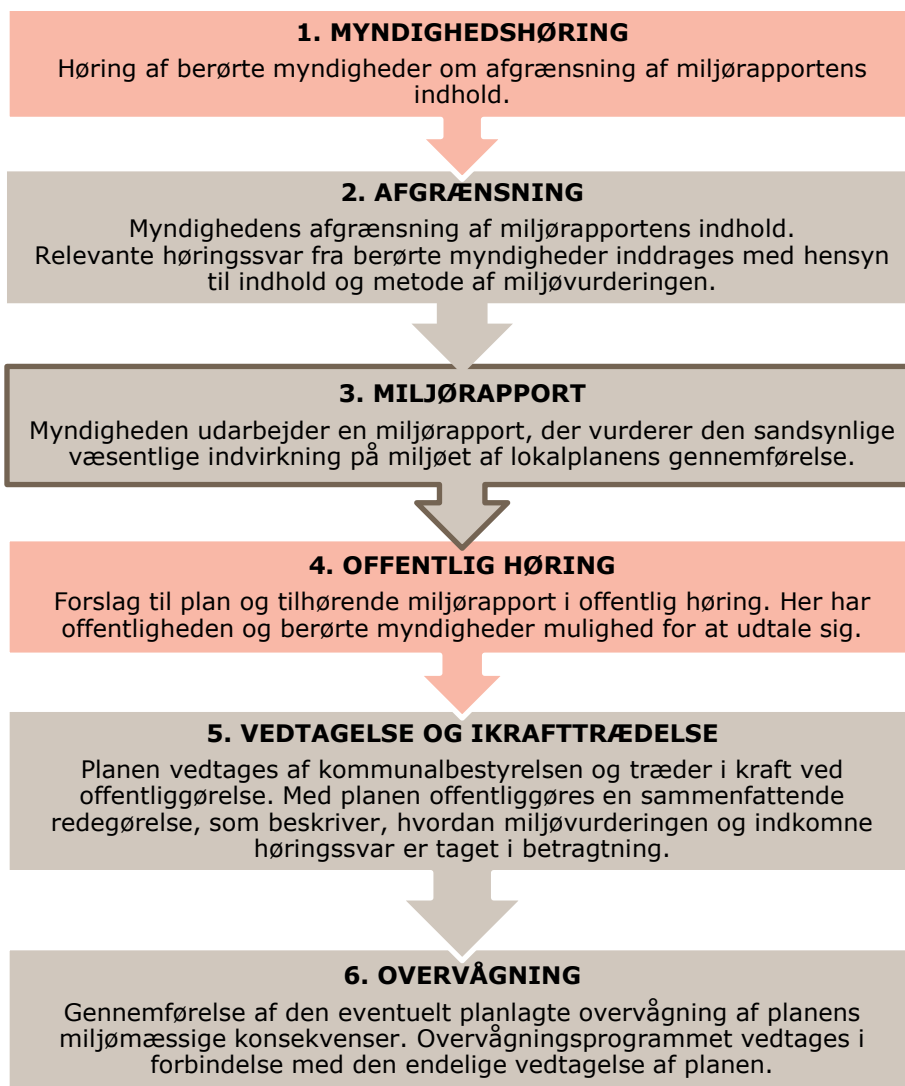 1. MYNDIGHEDSHØRING
Høring af berørte myndigheder om afgrænsning af miljørapportens
indhold.
2. AFGRÆNSNING
Myndighedens afgrænsning af miljørapportens indhold.
Relevante høringssvar fra berørte myndigheder inddrages med hensyn
til indhold og metode af miljøvurderingen.
3. MILJØRAPPORT
Myndigheden udarbejder en miljørapport, der vurderer den sandsynlige
væsentlige indvirkning på miljøet af lokalplanens gennemførelse.
4. OFFENTLIG HØRING
Forslag til plan og tilhørende miljørapport i offentlig høring. Her har
offentligheden og berørte myndigheder mulighed for at udtale sig.
5. VEDTAGELSE OG IKRAFTTRÆDELSE
Planen vedtages af kommunalbestyrelsen og træder i kraft ved
offentliggørelse. Med planen offentliggøres en sammenfattende
redegørelse, som beskriver, hvordan miljøvurderingen og indkomne
høringssvar er taget i betragtning.
6. OVERVÅGNING
Gennemførelse af den eventuelt planlagte overvågning af planens
miljømæssige konsekvenser. Overvågningsprogrammet vedtages i
forbindelse med den endelige vedtagelse af planen.